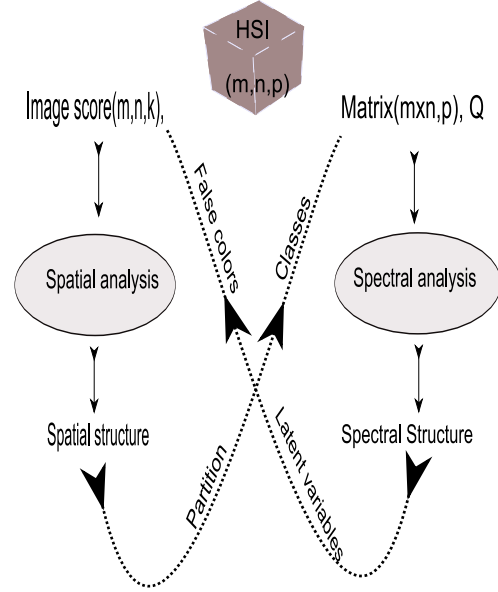 HSI
(m,n,p)
Image score(m,n,k),
Matrix(mxn,p), Q
False colors
Classes
Spatial analysis
Spectral analysis
Spatial structure
Spectral Structure
Partition
Latent variables